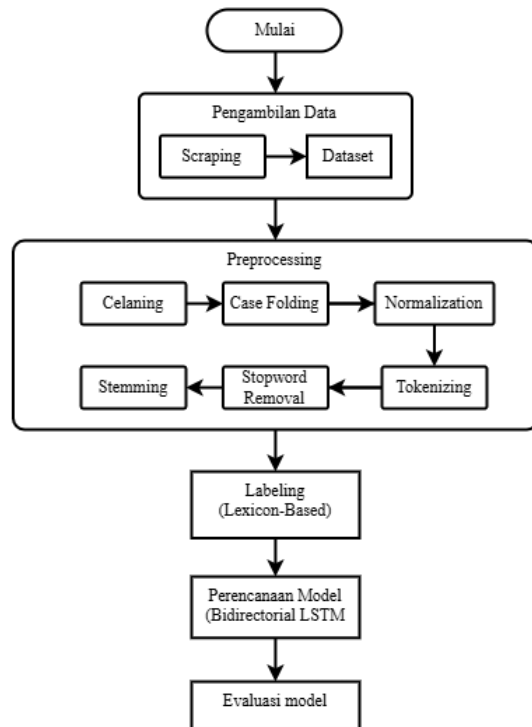 Mulai
Pengambilan Data
Scraping
Dataset
Preprocessing
Celaning
Case Folding
Normalization
Tokenizing
Stopword
Removal
Stemming
Labeling
(Lexicon-Based)
Perencanaan Model
(Bidirectorial LSTM
Evaluasi model